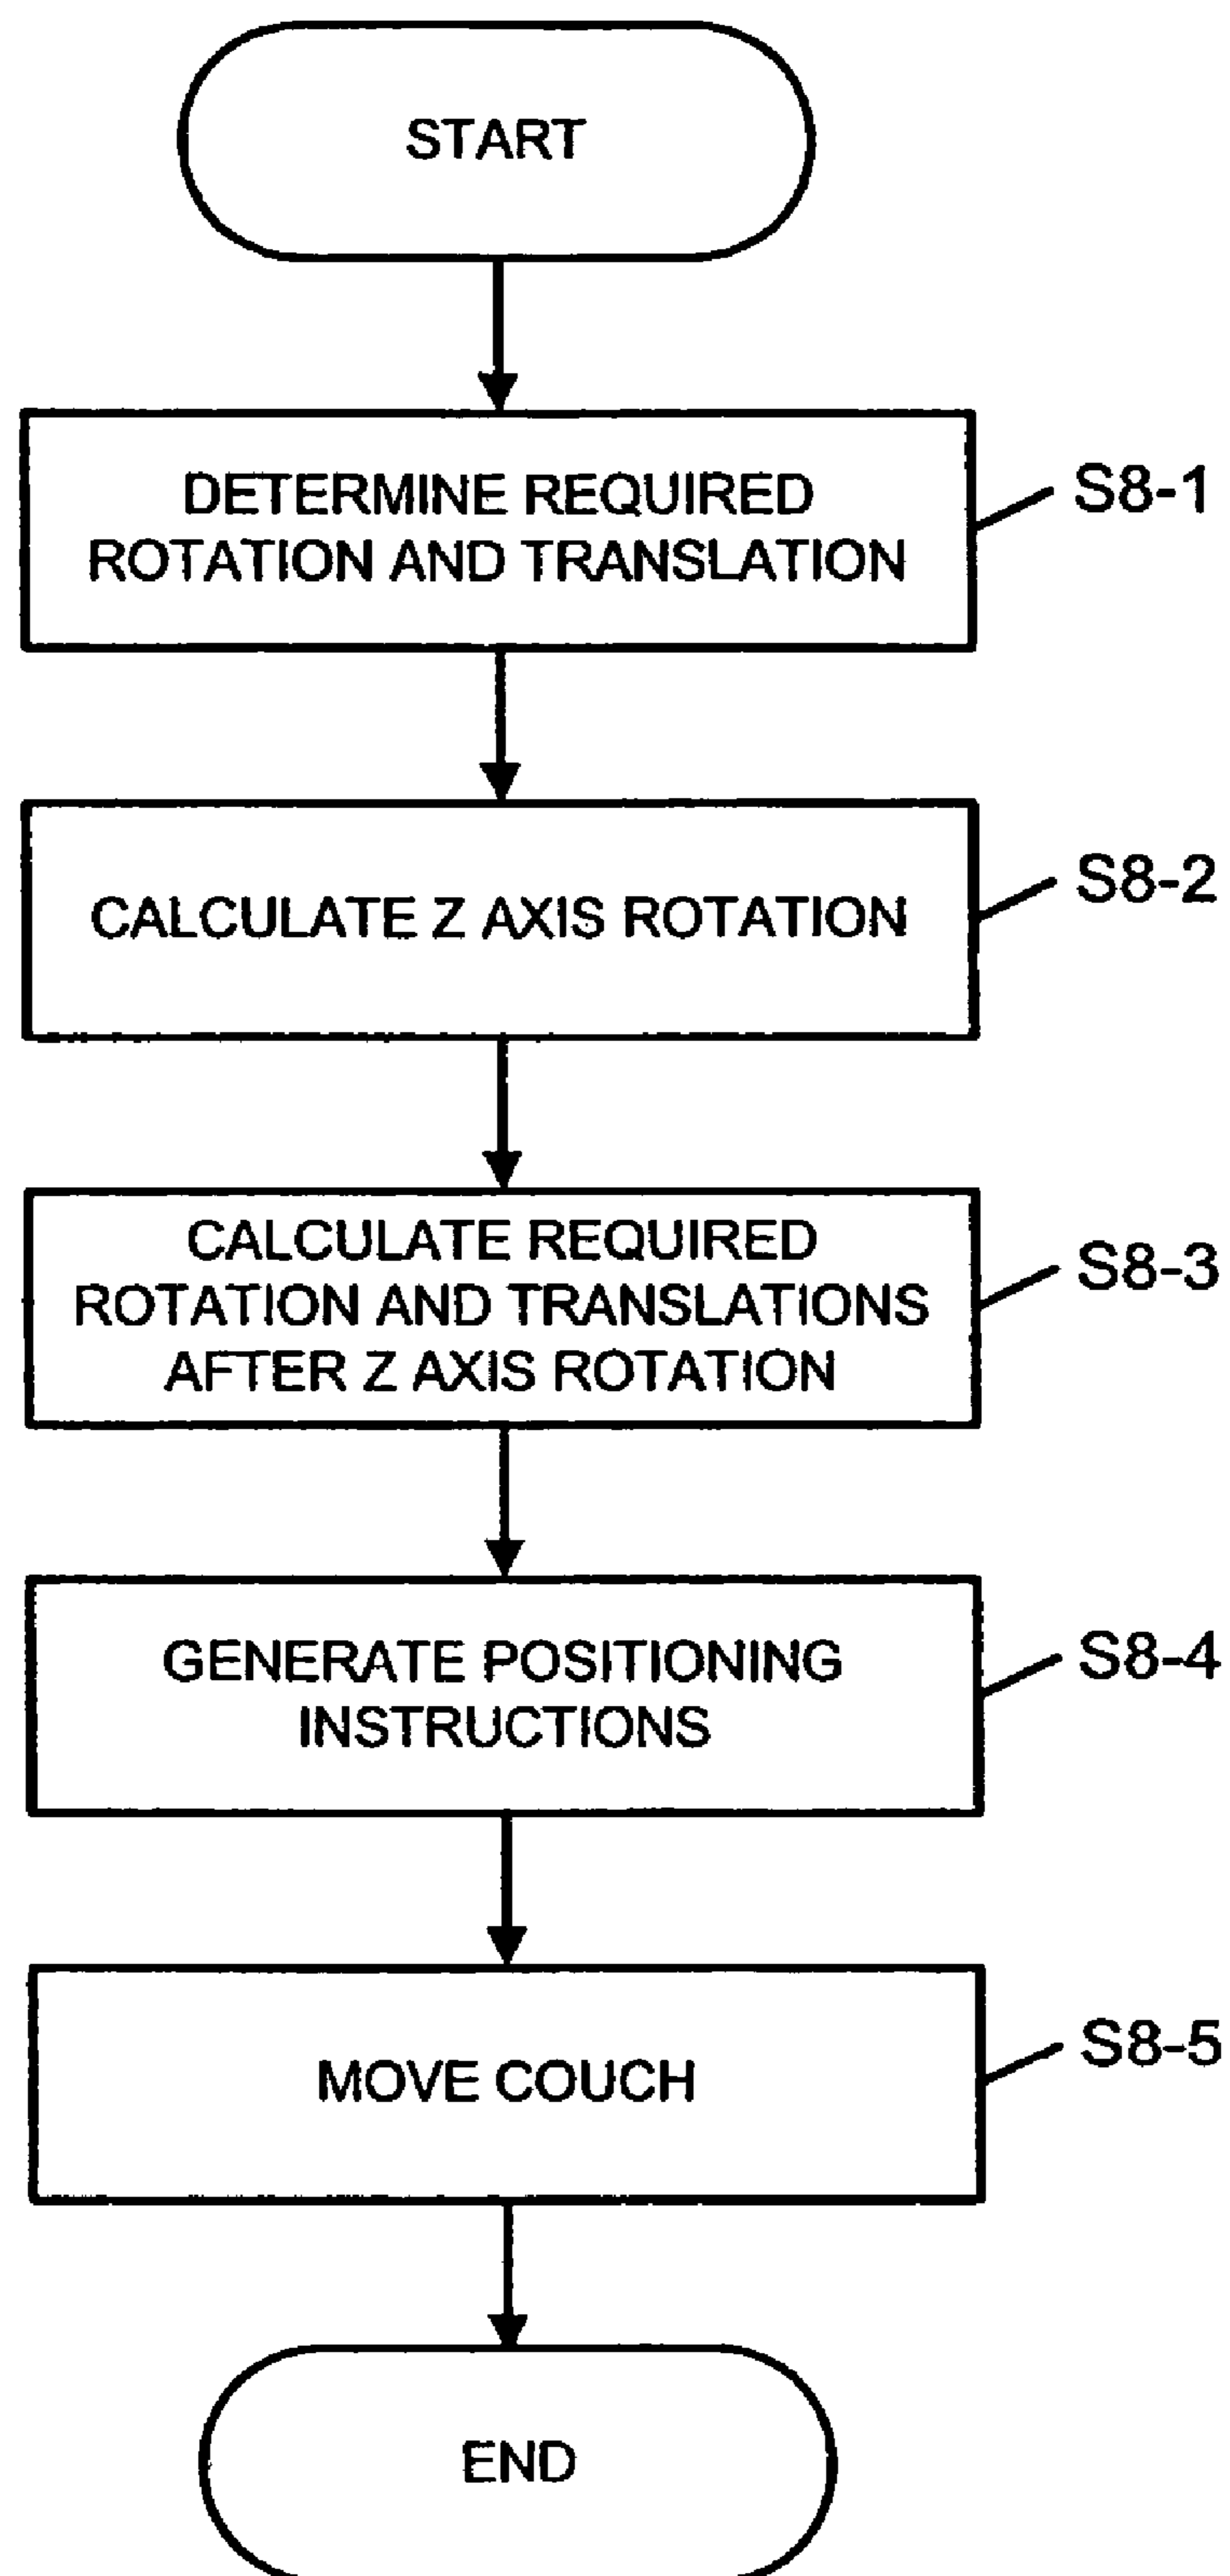 START
DETERMINE REQUIRED
ROTATION AND TRANSLATION
S8-1
CALCULATE Z AXIS ROTATION
S8-2
CALCULATE REQUIRED
ROTATION AND TRANSLATIONS
AFTER Z AXIS ROTATION
S8-3
GENERATE POSITIONING
INSTRUCTIONS
S8-4
MOVE COUCH
S8-5
END